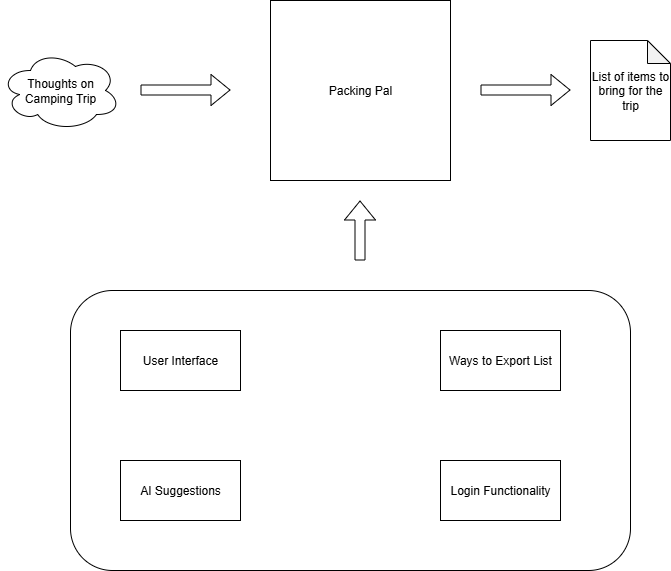 Thoughts on
Camping Trip
Packing Pal
List of items to
bring for the
trip
User Interface
Ways to Export List
AI Suggestions
Login Functionality